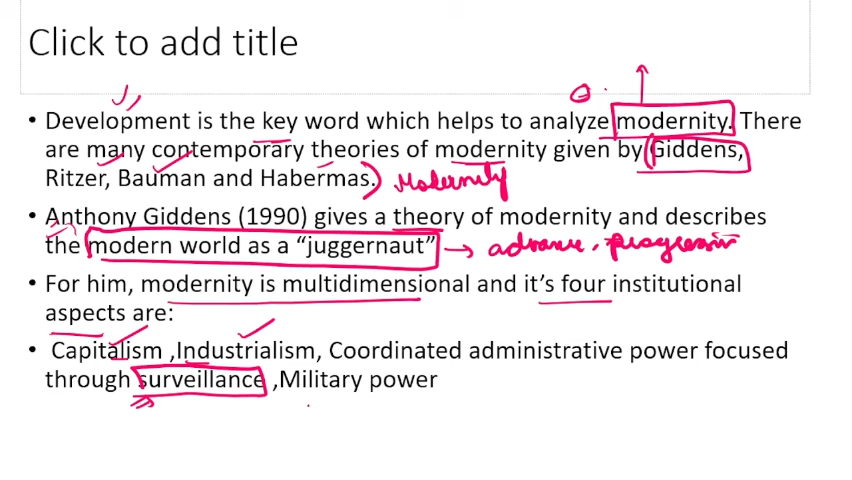 Click to add title
• Development is the key word which helps to analyze modernity. There
are many contemporary theories of modernity given by Giddens,
Ritzer, Bauman and Habermas. Modernity
• Anthony Giddens (1990) gives a theory of modernity and describes
the modern world as a “juggernaut” → advance, progressive
• For him, modernity is multidimensional and it’s four institutional
aspects are:
• Capitalism ,Industrialism, Coordinated administrative power focused
through surveillance ,Military power